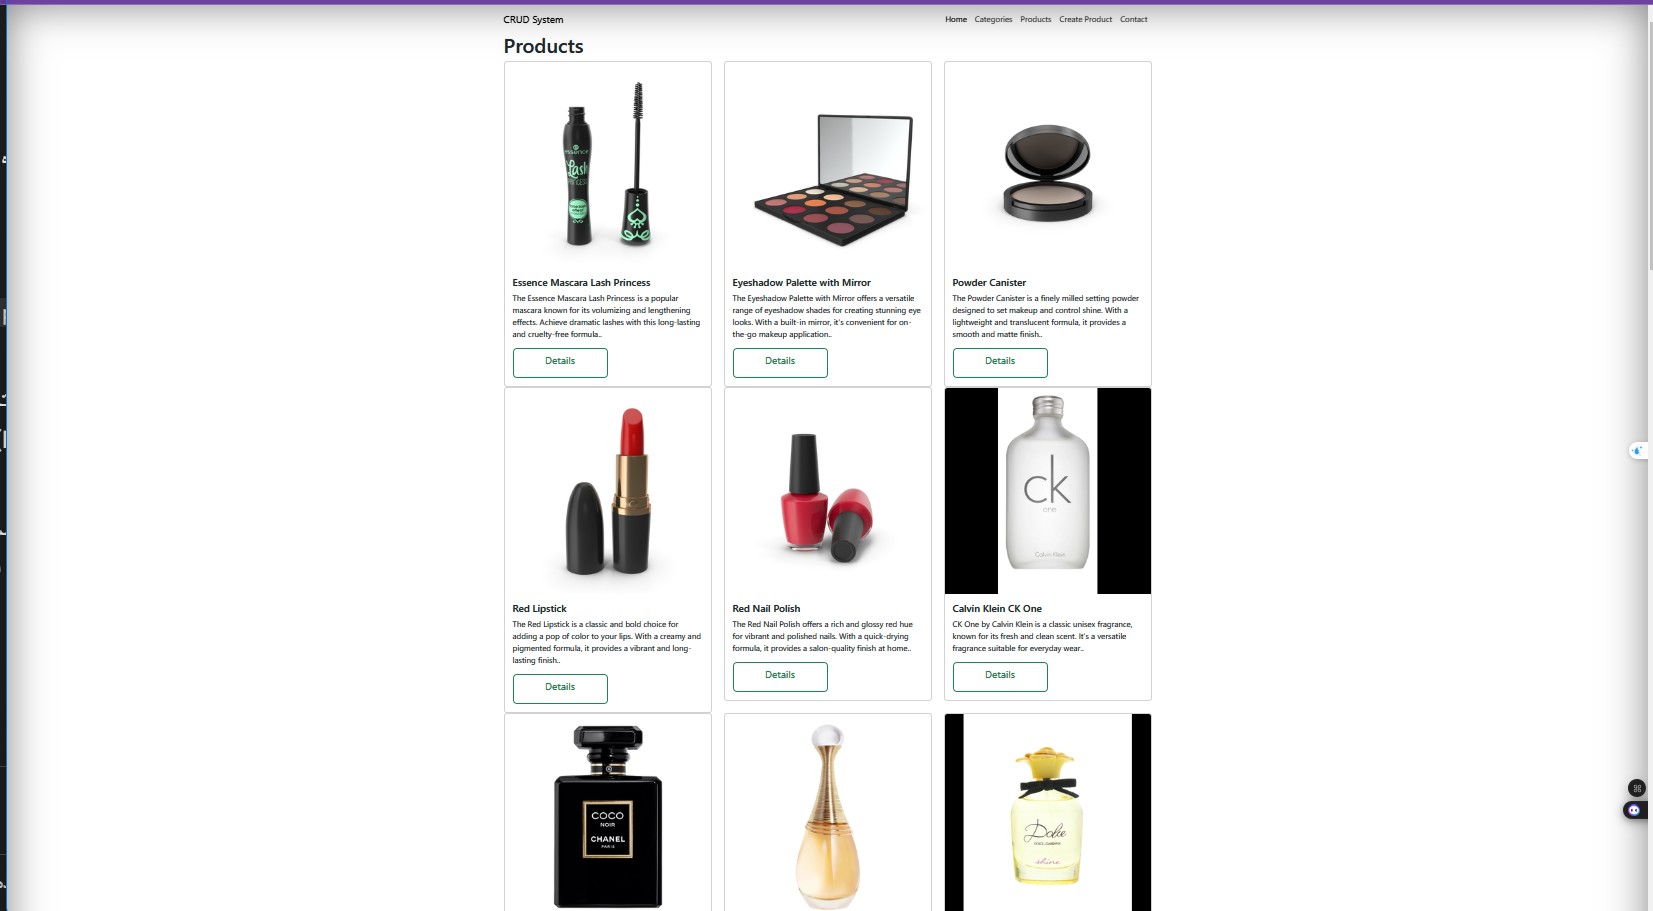 CRUD System
Home Categories Products Create Product Contact
Products
essence
Lash
PRINCESS
Essence Mascara Lash Princess
The Essence Mascara Lash Princess is a popular
mascara known for its volumizing and lengthening
effects. Achieve dramatic lashes with this long-lasting
and cruelty-free formula..
Details
Eyeshadow Palette with Mirror
The Eyeshadow Palette with Mirror offers a versatile
range of eyeshadow shades for creating stunning eye
looks. With a built-in mirror, it's convenient for on-
the-go makeup application..
Details
Powder Canister
The Powder Canister is a finely milled setting powder
designed to set makeup and control shine. With a
lightweight and translucent formula, it provides a
smooth and matte finish..
Details
Red Lipstick
The Red Lipstick is a classic and bold choice for
adding a pop of color to your lips. With a creamy and
pigmented formula, it provides a vibrant and long-
lasting finish..
Details
Red Nail Polish
The Red Nail Polish offers a rich and glossy red hue
for vibrant and polished nails. With a quick-drying
formula, it provides a salon-quality finish at home..
Details
ck
one
Calvin Klein
Calvin Klein CK One
CK One by Calvin Klein is a classic unisex fragrance,
known for its fresh and clean scent. It's a versatile
fragrance suitable for everyday wear..
Details
COCO
NOIR
CHANEL
PARIS
Dolce
shine